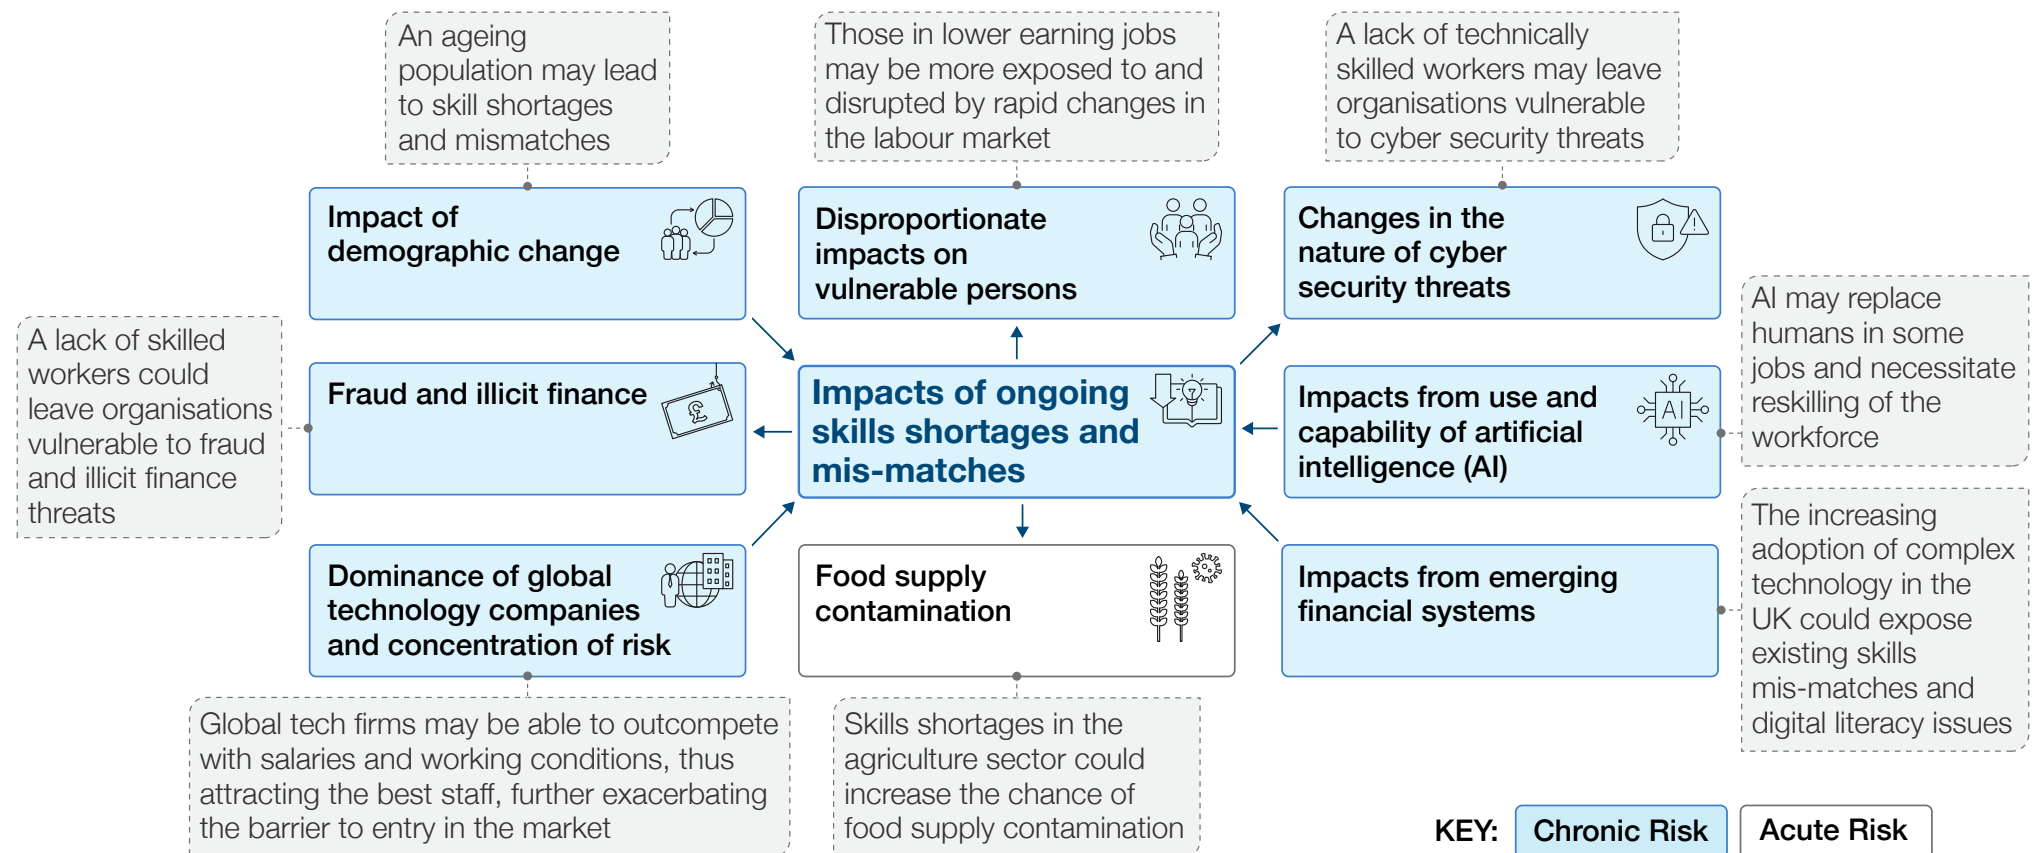 An ageing
population may lead
to skill shortages
and mismatches
Those in lower earning jobs
may be more exposed to and
disrupted by rapid changes in
the labour market
A lack of technically
skilled workers may leave
organisations vulnerable
to cyber security threats
Impact of
demographic change
Disproportionate
impacts on
vulnerable persons
Changes in the
nature of cyber
security threats
A lack of skilled
workers could
leave organisations
vulnerable to fraud
and illicit finance
threats
Fraud and illicit finance
£
Impacts of ongoing
skills shortages and
mis-matches
Impacts from use and
capability of artificial
intelligence (AI)
AI
AI may replace
humans in some
jobs and necessitate
reskilling of the
workforce
Dominance of global
technology companies
and concentration of risk
Food supply
contamination
Impacts from emerging
financial systems
The increasing
adoption of complex
technology in the
UK could expose
existing skills
mis-matches and
digital literacy issues
Global tech firms may be able to outcompete
with salaries and working conditions, thus
attracting the best staff, further exacerbating
the barrier to entry in the market
Skills shortages in the
agriculture sector could
increase the chance of
food supply contamination
KEY: Chronic Risk Acute Risk